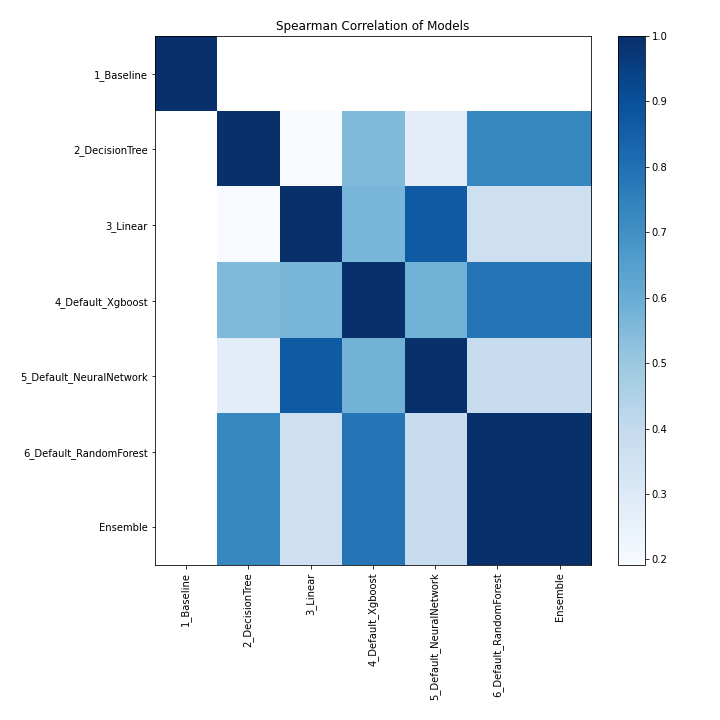 Spearman Correlation of Models
1_Baseline
2_DecisionTree
3_Linear
4_Default_Xgboost
5_Default_NeuralNetwork
6_Default_RandomForest
Ensemble
1_Baseline
2_DecisionTree
3_Linear
4_Default_Xgboost
5_Default_NeuralNetwork
6_Default_RandomForest
Ensemble
1.0
0.9
0.8
0.7
0.6
0.5
0.4
0.3
0.2